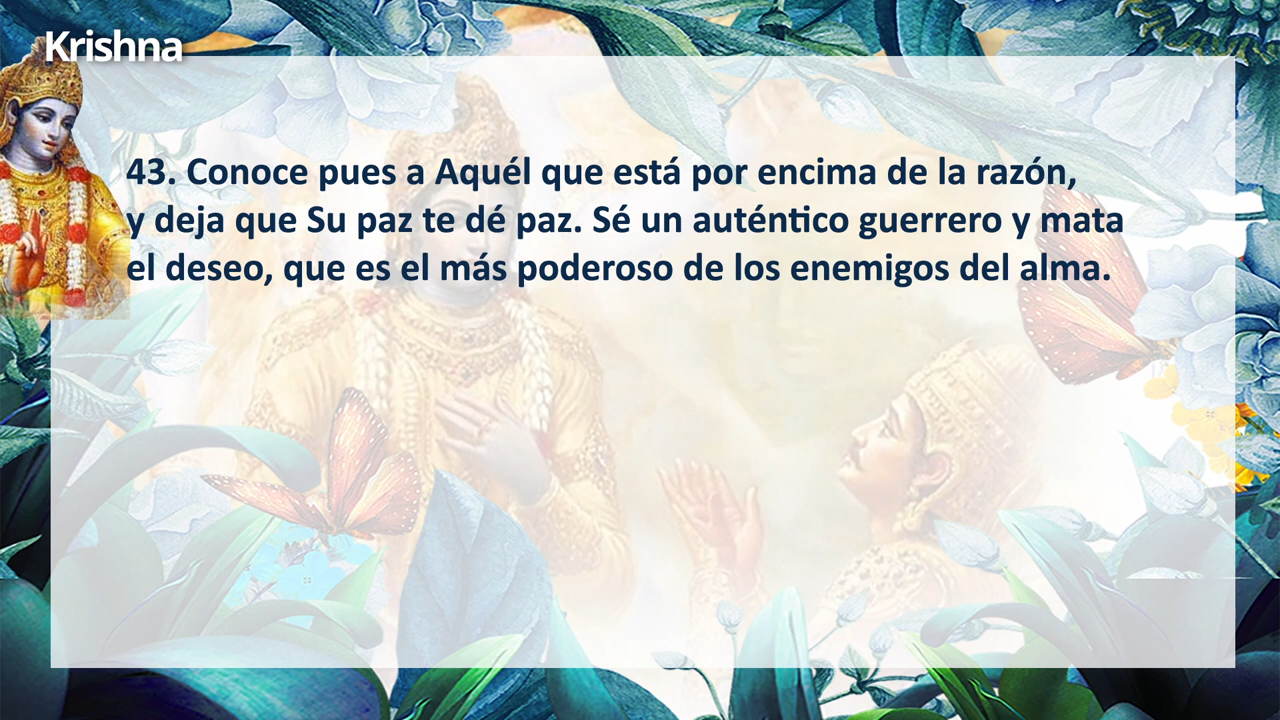 Krishna
43. Conoce pues a Aquél que está por encima de la razón,
y deja que Su paz te dé paz. Sé un auténtico guerrero y mata
el deseo, que es el más poderoso de los enemigos del alma.